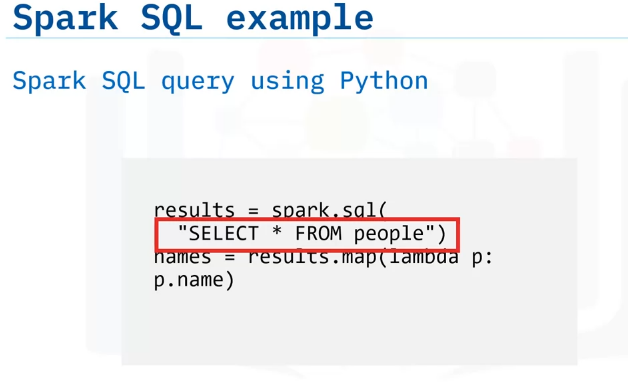 Spark SQL example
Spark SQL query using Python
results = spark.sql(
"SELECT * FROM people")
names = results.map(lambda p:
p.name)